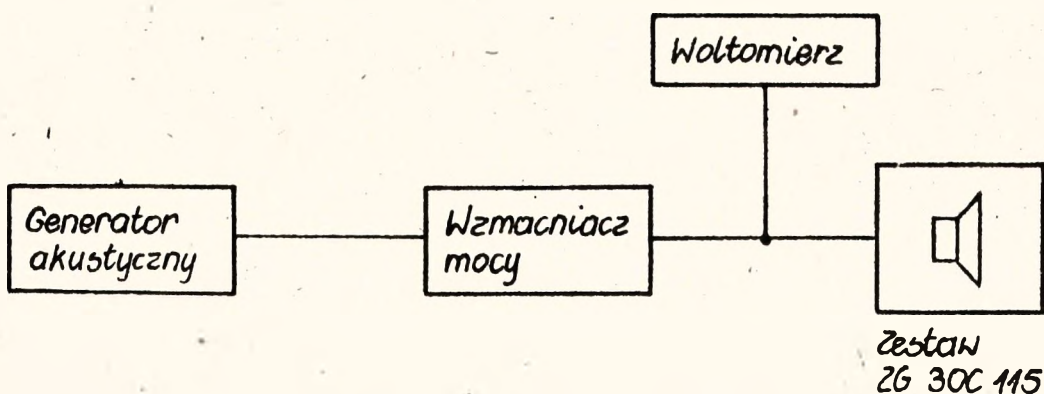 Woltomierz
Generator
akustyczny
Wzmacniacz
mocy
Zestaw
ZG 30C 115